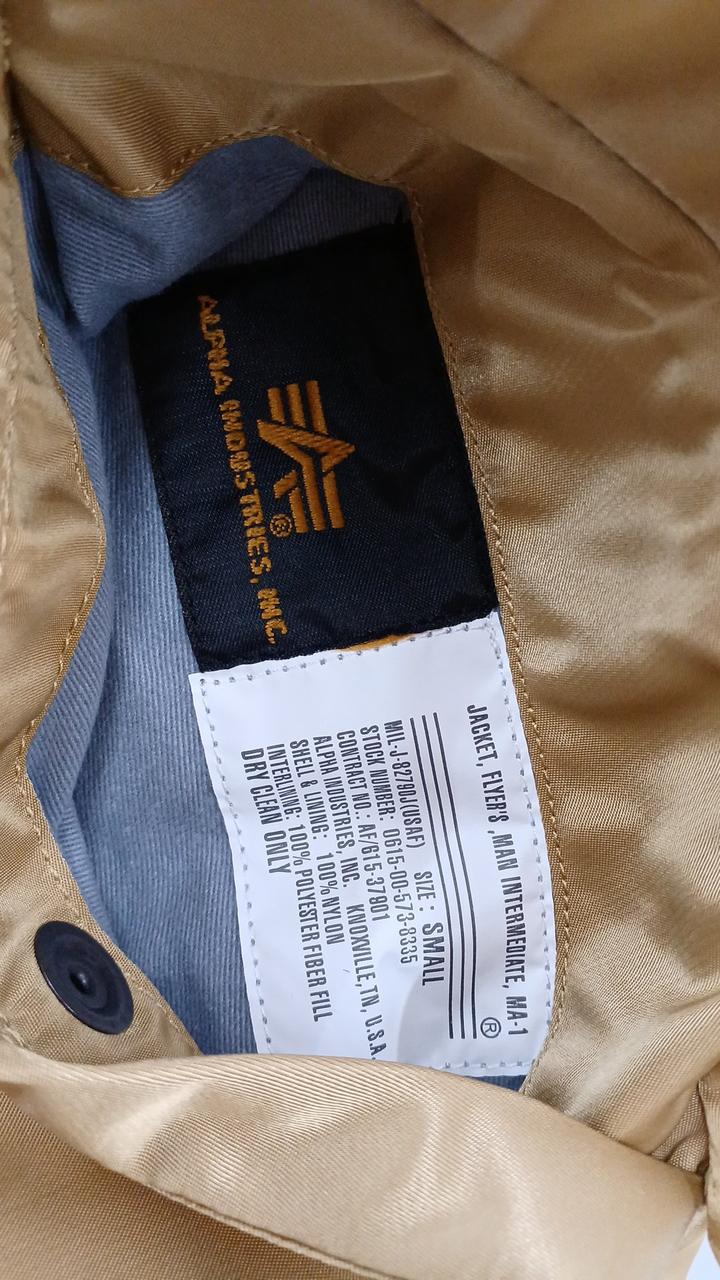 ALPHA INDUSTRIES, INC.
®
JACKET, FLYER'S ,MAN INTERMEDIATE, MA-1
®
MIL-J-8279OJ(USAF) SIZE : SMALL
STOCK NUMBER: 0615-00-573-8335
CONTRACT NO.: AF/615-37901
ALPHA INDUSTRIES, INC. KNOXVILLE, TN, U.S.A.
SHELL & LINING: 100% NYLON
INTERLINING: 100% POLYESTER FIBER FILL
DRY CLEAN ONLY